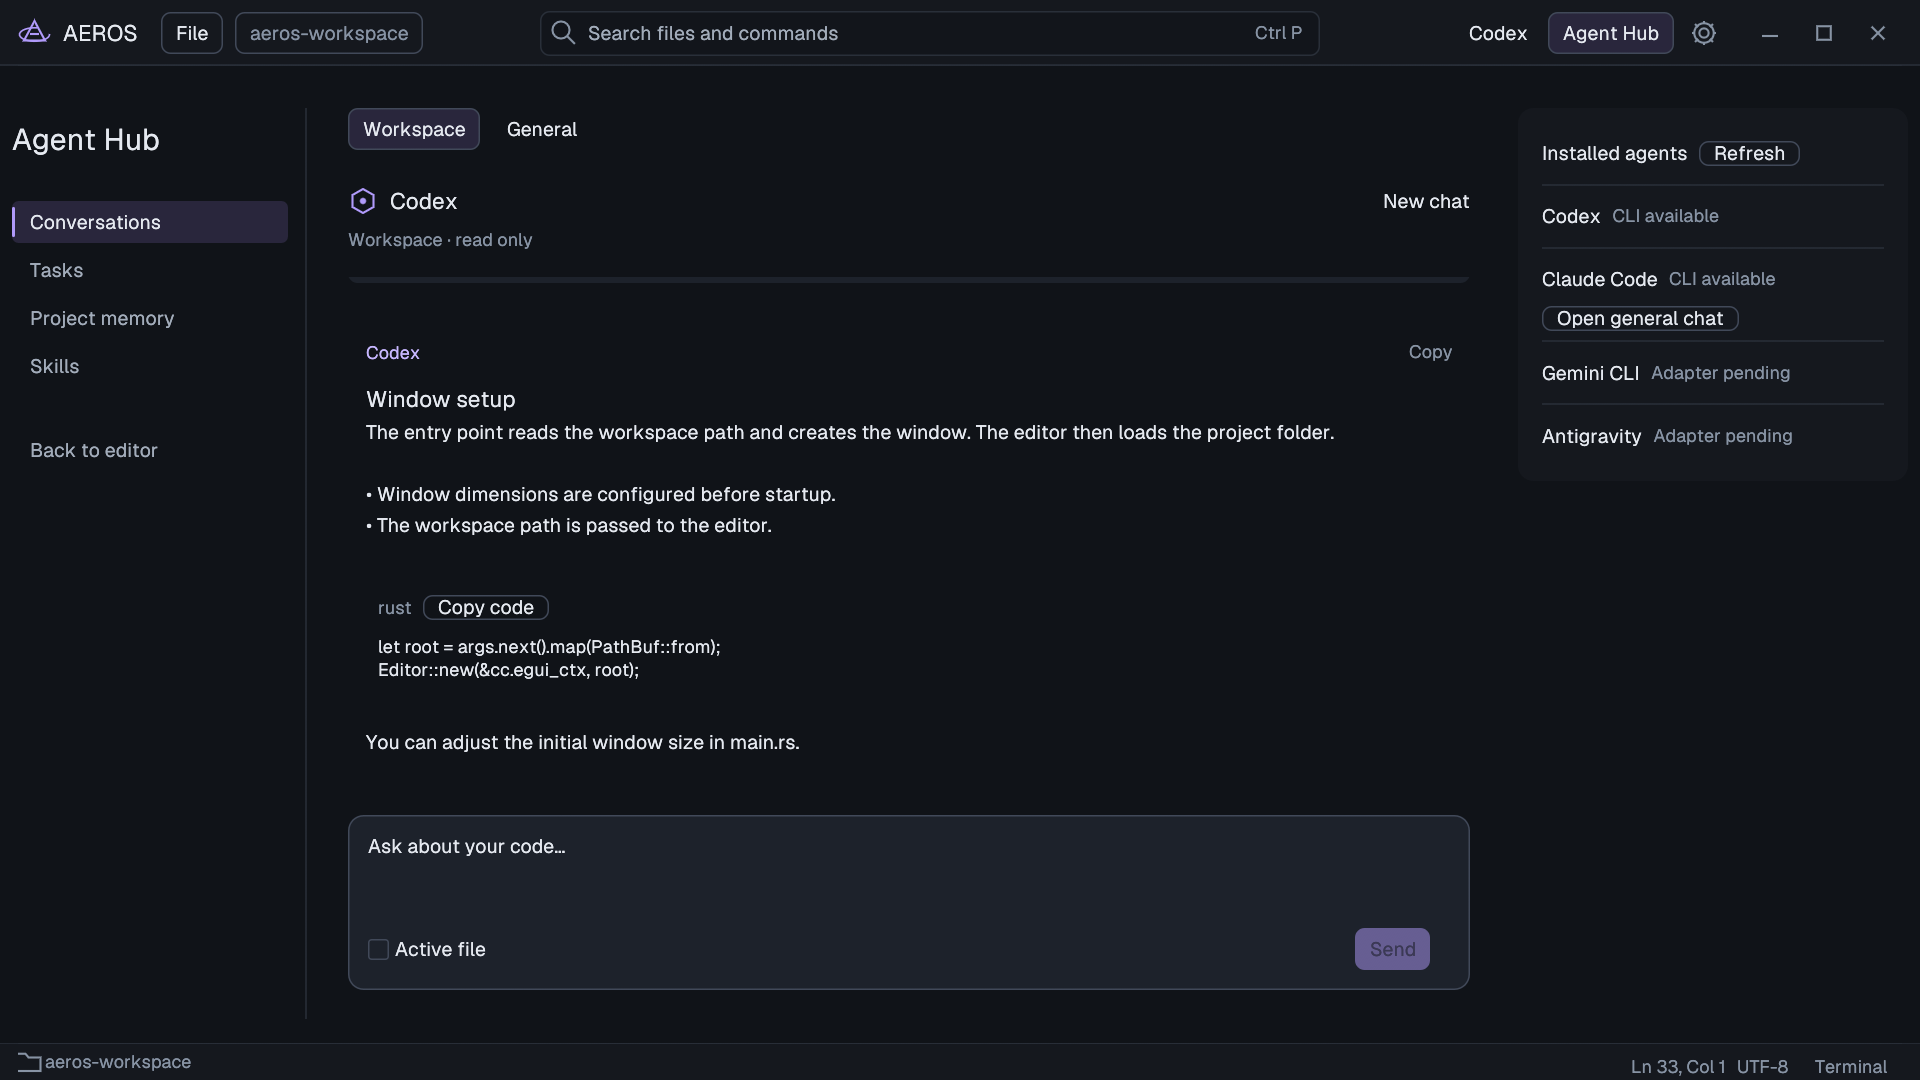 AEROS File aeros-workspace Search files and commands Ctrl P Codex Agent Hub
Agent Hub
Conversations
Tasks
Project memory
Skills
Back to editor
Workspace General
Codex New chat
Workspace · read only
Codex Copy
Window setup
The entry point reads the workspace path and creates the window. The editor then loads the project folder.
• Window dimensions are configured before startup.
• The workspace path is passed to the editor.
rust Copy code
let root = args.next().map(PathBuf::from);
Editor::new(&cc.egui_ctx, root);
You can adjust the initial window size in main.rs.
Ask about your code...
Active file Send
Installed agents Refresh
Codex CLI available
Claude Code CLI available
Open general chat
Gemini CLI Adapter pending
Antigravity Adapter pending
aeros-workspace Ln 33, Col 1 UTF-8 Terminal